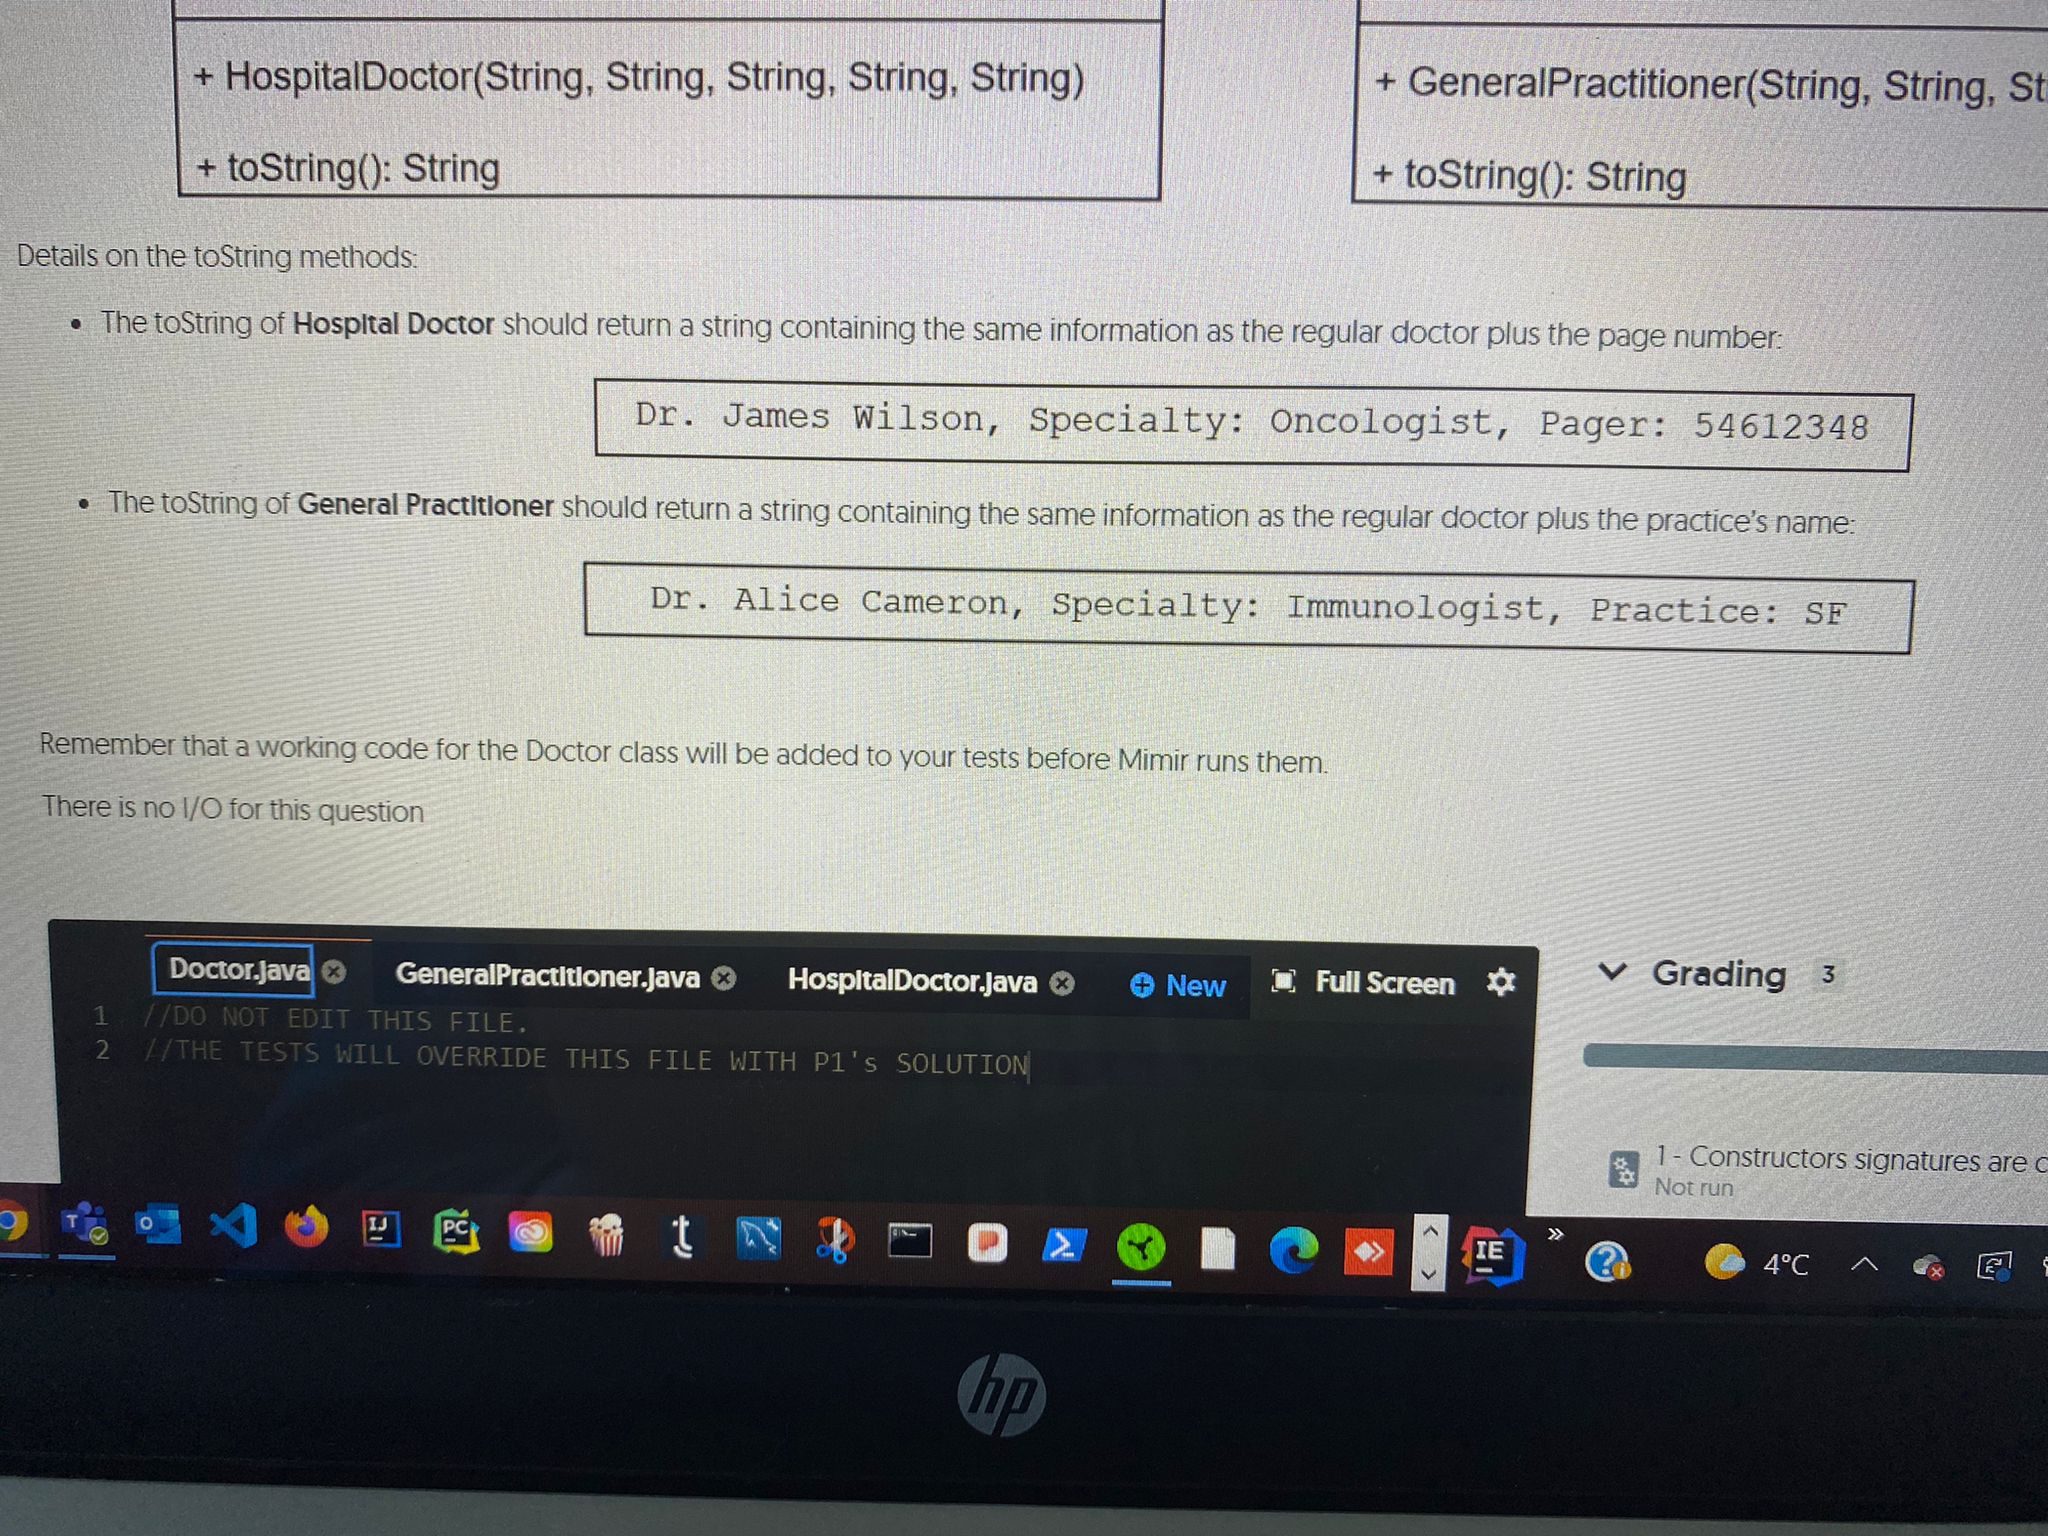 + HospitalDoctor(String, String, String, String, String)
+ toString(): String
+ GeneralPractitioner(String, String, St
+ toString(): String
Details on the toString methods:
• The toString of Hospital Doctor should return a string containing the same information as the regular doctor plus the page number:
Dr. James Wilson, Specialty: Oncologist, Pager: 54612348
• The toString of General Practitioner should return a string containing the same information as the regular doctor plus the practice's name:
Dr. Alice Cameron, Specialty: Immunologist, Practice: SF
Remember that a working code for the Doctor class will be added to your tests before Mimir runs them.
There is no I/O for this question
Doctor.java GeneralPractitioner.java HospitalDoctor.java New Full Screen
1 //DO NOT EDIT THIS FILE.
2 //THE TESTS WILL OVERRIDE THIS FILE WITH P1's SOLUTION
Grading 3
1 - Constructors signatures are c
Not run
T O IJ PC t IE » ? 4°C
hp